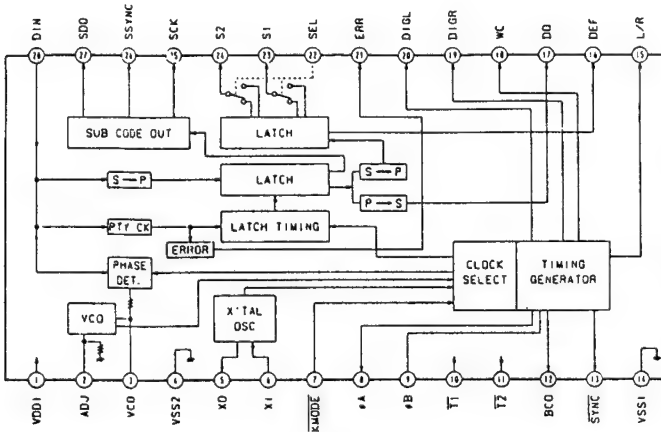 DIN SDO SSYNC SCK S2 S1 SEL ERR DIGL DIGR WC DO DEF L/R
28 27 26 25 24 23 22 21 20 19 18 17 16 15
SUB CODE OUT
LATCH
S → P
S → P
LATCH
P → S
PTY CK
LATCH TIMING
ERROR
PHASE DET.
CLOCK SELECT
TIMING GENERATOR
VCO
X'TAL OSC
1 2 3 4 5 6 7 8 9 10 11 12 13 14
VDD1 ADJ VCO VSS2 XO XI KMODE #A #B T1 T2 BCO SYNC VSS1